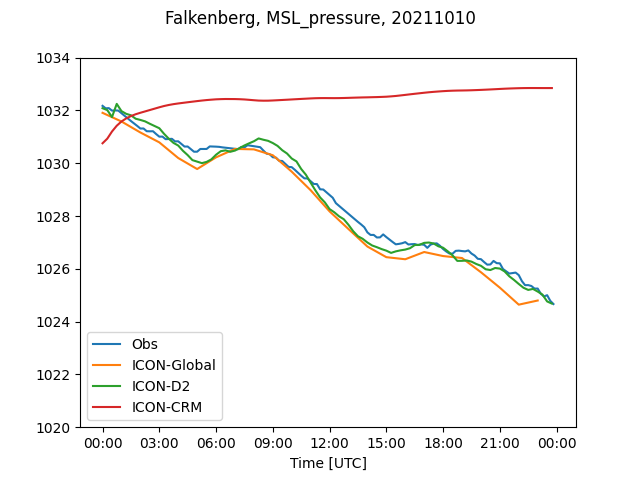 Falkenberg, MSL_pressure, 20211010
1034
1032
1030
1028
1026
1024
1022
1020
Obs
ICON-Global
ICON-D2
ICON-CRM
00:00 03:00 06:00 09:00 12:00 15:00 18:00 21:00 00:00
Time [UTC]